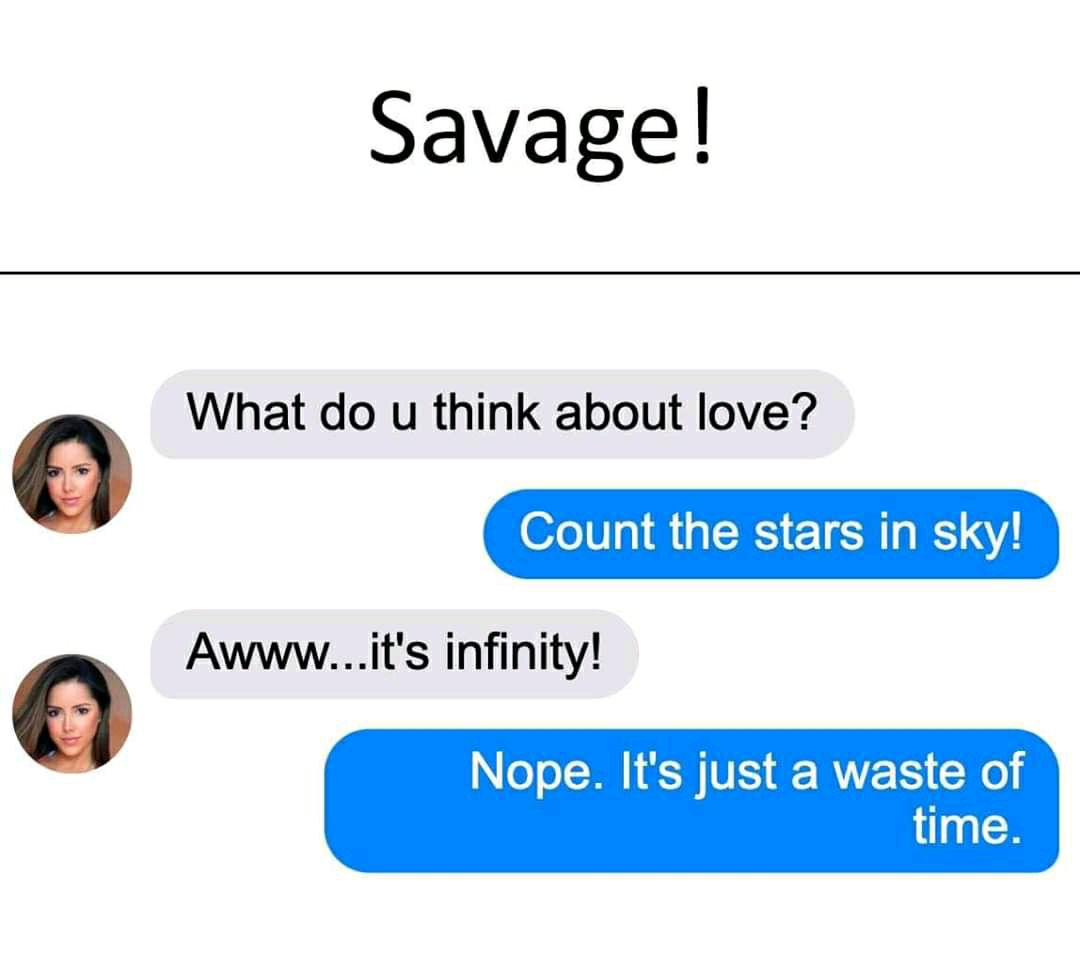 Savage!
What do u think about love?
Count the stars in sky!
Awww...it's infinity!
Nope. It's just a waste of
time.